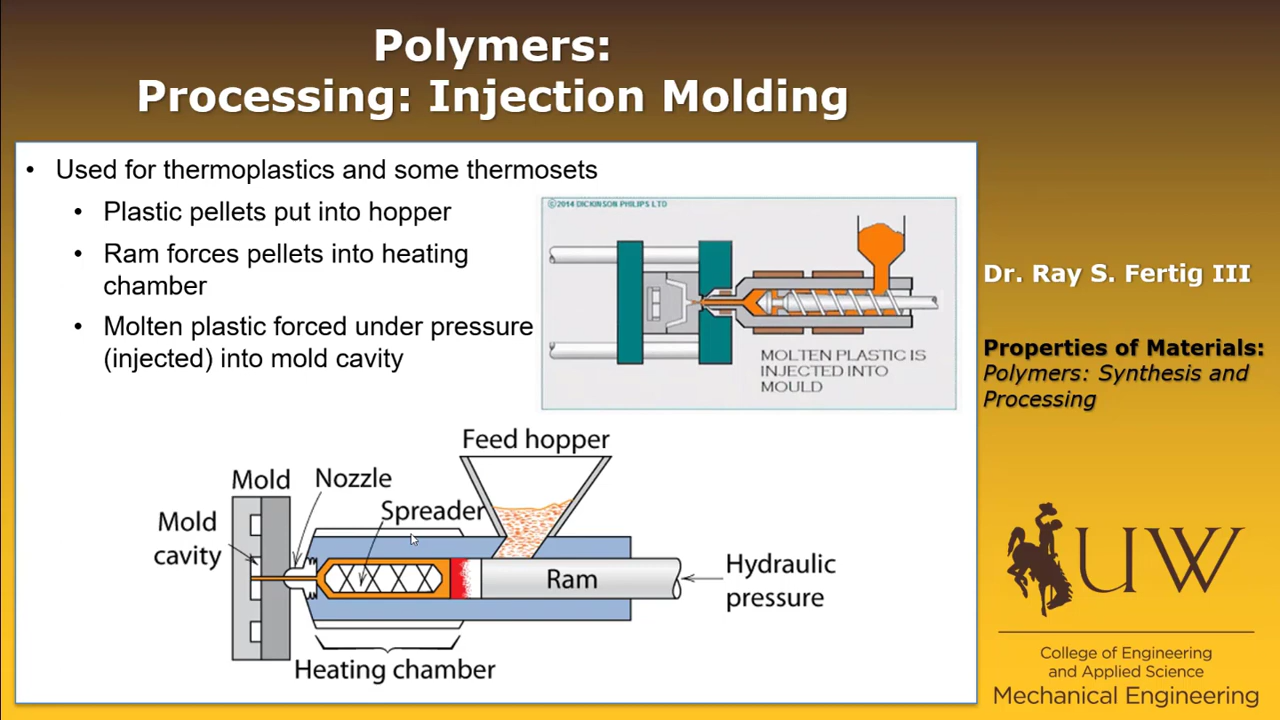 Polymers:
Processing: Injection Molding
• Used for thermoplastics and some thermosets
• Plastic pellets put into hopper
• Ram forces pellets into heating
chamber
• Molten plastic forced under pressure
(injected) into mold cavity
©2014 DICKINSON PHILIPS LTD
MOLTEN PLASTIC IS
INJECTED INTO
MOULD
Feed hopper
Mold
Nozzle
Spreader
Mold
cavity
Ram
Hydraulic
pressure
Heating chamber
Dr. Ray S. Fertig III
Properties of Materials:
Polymers: Synthesis and
Processing
UW
College of Engineering
and Applied Science
Mechanical Engineering